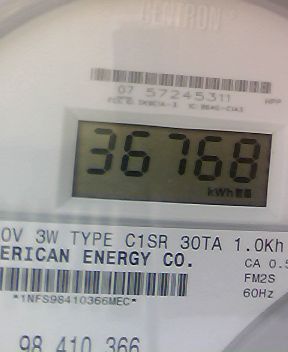 CENTRON
07 57245311
36768
kWh
0V 3W TYPE C1SR 30TA 1.0Kh
ERICAN ENERGY CO.
CA 0.5
FM2S
*1NFS98410366MEC*
60Hz
98 410 366